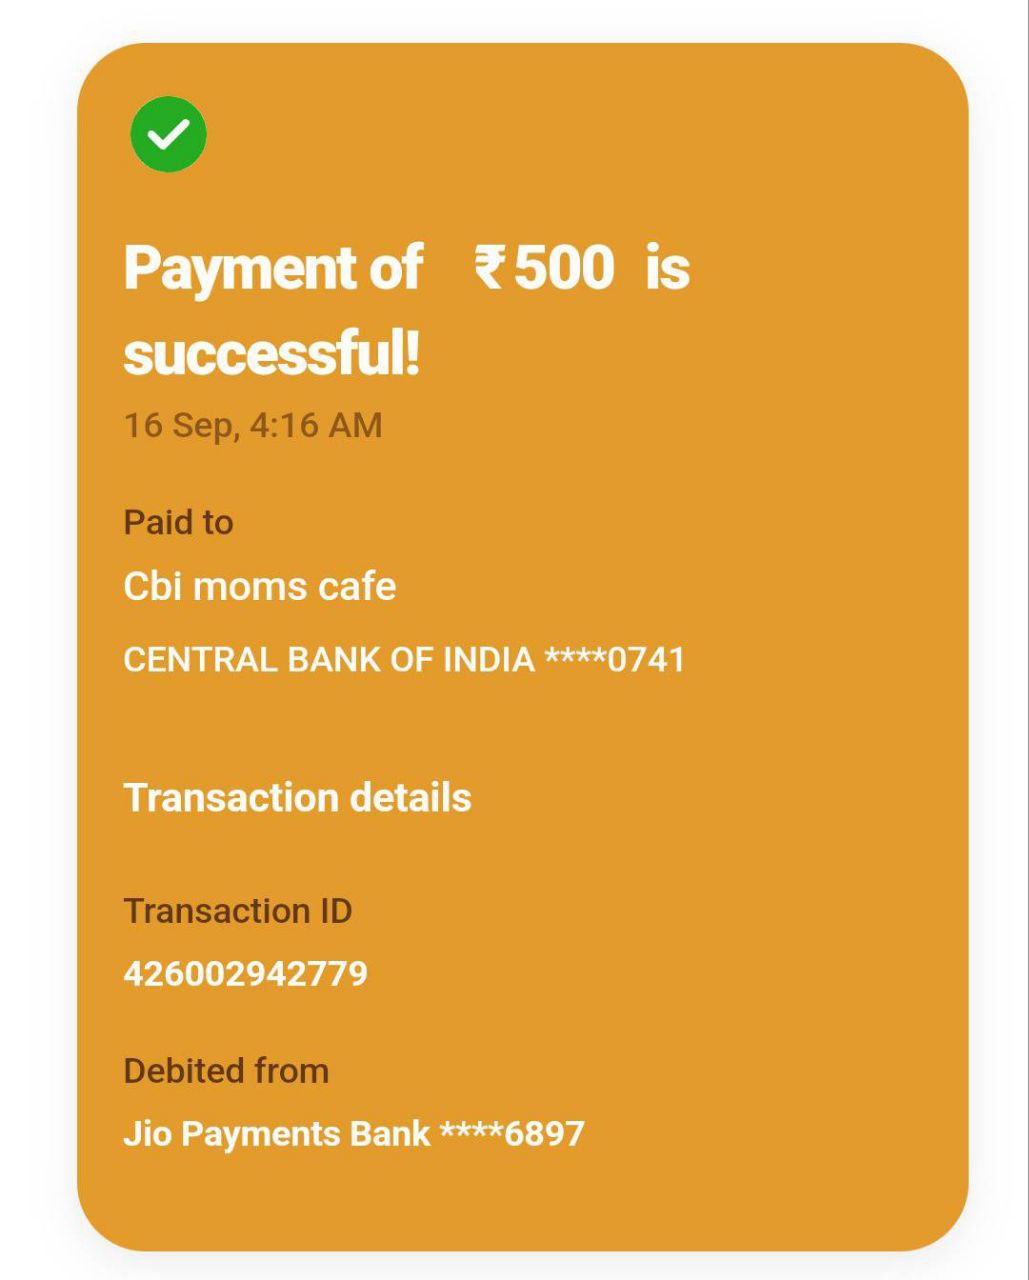 Payment of ₹500 is
successful!
16 Sep, 4:16 AM
Paid to
Cbi moms cafe
CENTRAL BANK OF INDIA ****0741
Transaction details
Transaction ID
426002942779
Debited from
Jio Payments Bank ****6897